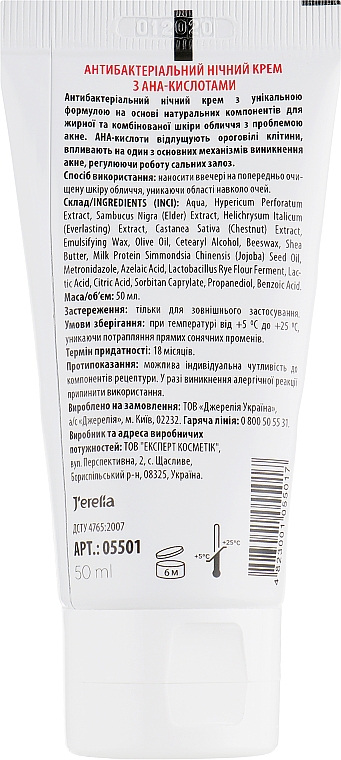 012020
АНТИБАКТЕРІАЛЬНИЙ НІЧНИЙ КРЕМ
З АНА-КИСЛОТАМИ
Антибактеріальний нічний крем з унікальною
формулою на основі натуральних компонентів для
жирної та комбінованої шкіри обличчя з проблемою
акне. АНА-кислоти відлущують ороговілі клітини,
впливають на один з основних механізмів виникнення
акне, регулюючи роботу сальних залоз.
Спосіб використання: наносити ввечері на попередньо очи-
щену шкіру обличчя, уникаючи області навколо очей.
Склад/INGREDIENTS (INCI): Aqua, Hypericum Perforatum
Extract, Sambucus Nigra (Elder) Extract, Helichrysum Italicum
(Everlasting) Extract, Castanea Sativa (Chestnut) Extract,
Emulsifying Wax, Olive Oil, Cetearyl Alcohol, Beeswax, Shea
Butter, Milk Protein Simmondsia Chinensis (Jojoba) Seed Oil,
Metronidazole, Azelaic Acid, Lactobacillus Rye Flour Ferment, Lac-
tic Acid, Citric Acid, Sorbitan Caprylate, Propanediol, Benzoic Acid.
Маса/об'єм: 50 мл.
Застереження: тільки для зовнішнього застосування.
Умови зберігання: при температурі від +5 °С до +25 °С,
уникаючи потрапляння прямих сонячних променів.
Термін придатності: 18 місяців.
Протипоказання: можлива індивідуальна чутливість до
компонентів рецептури. У разі виникнення алергічної реакції
припинити використання.
Вироблено на замовлення: ТОВ «Джерелія Україна»,
а/с «Джерелія», м. Київ, 02232. Гаряча лінія: 0 800 50 55 31.
Виробник та адреса виробничих
потужностей: ТОВ "ЕКСПЕРТ КОСМЕТІК",
вул. Перспективна, 2, с. Щасливе,
Бориспільський р-н, 08325, Україна.
J'erelia
ДСТУ 4765:2007
АРТ.: 05501
50 ml
6 м
+5°C
+25°C
4823001055017